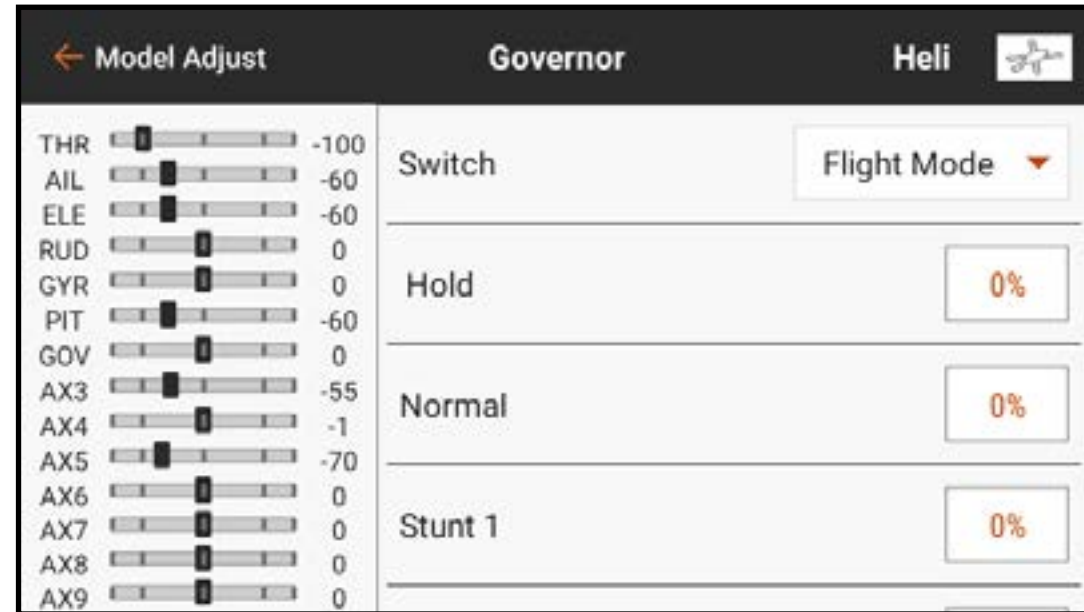 ← Model Adjust Governor Heli
THR -100
AIL -60
ELE -60
RUD 0
GYR 0
PIT -60
GOV 0
AX3 -55
AX4 -1
AX5 -70
AX6 0
AX7 0
AX8 0
AX9 0
Switch Flight Mode
Hold 0%
Normal 0%
Stunt 1 0%